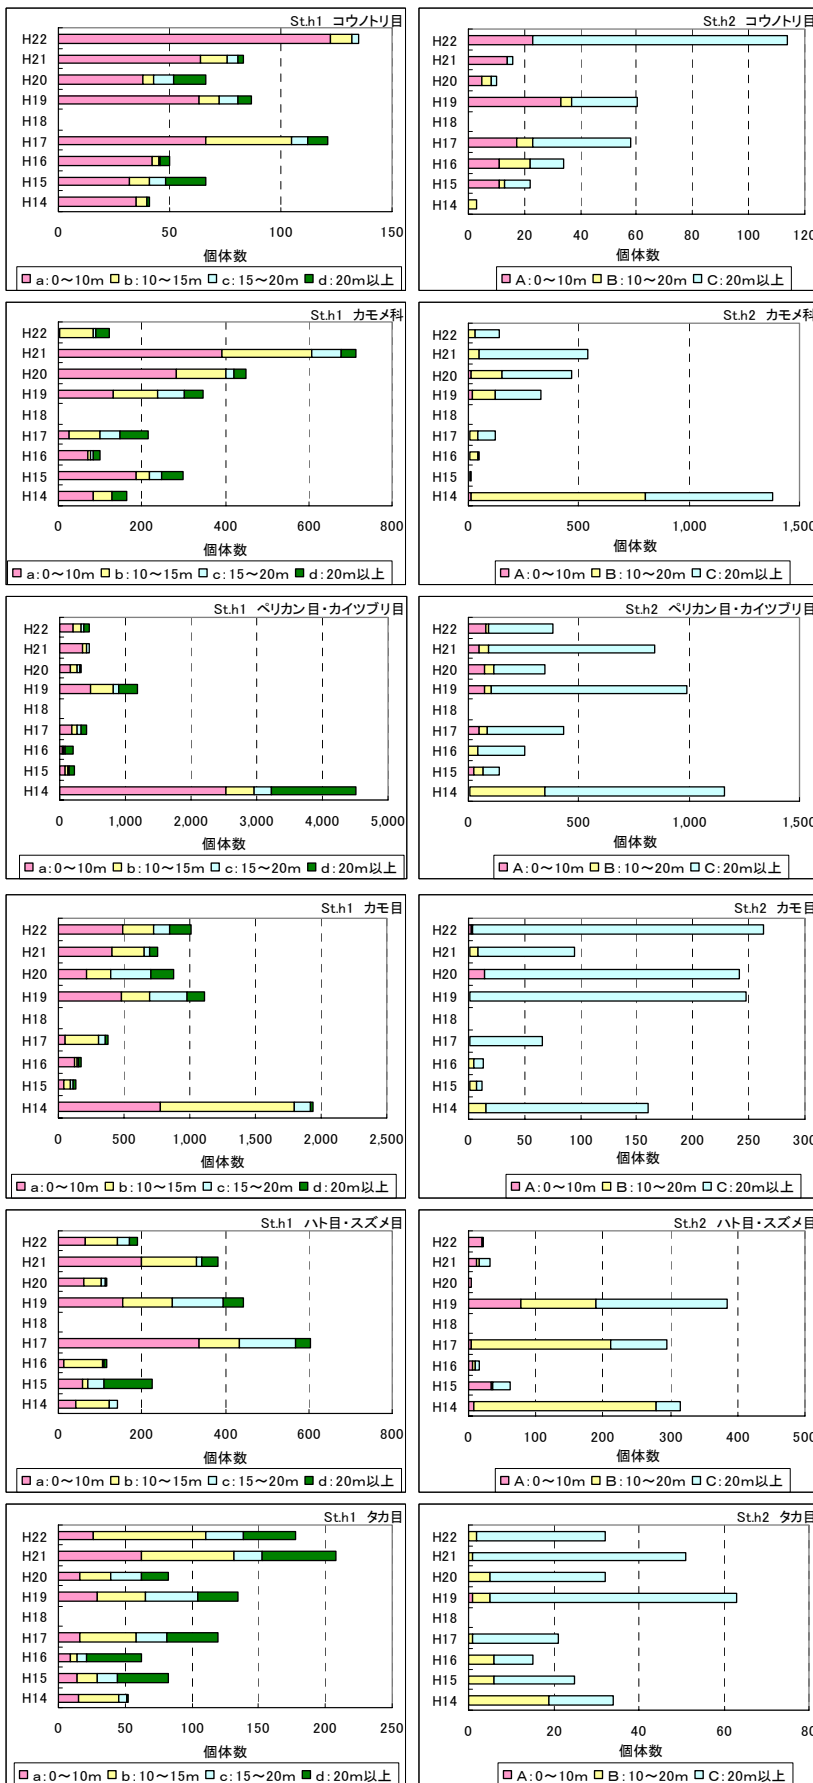 St.h1 コウノトリ目
H22
H21
H20
H19
H18
H17
H16
H15
H14
0 50 100 150
個体数
a:0～10m b:10～15m c:15～20m d:20m以上
St.h2 コウノトリ目
H22
H21
H20
H19
H18
H17
H16
H15
H14
0 20 40 60 80 100 120
個体数
A:0～10m B:10～20m C:20m以上
St.h1 カモメ科
H22
H21
H20
H19
H18
H17
H16
H15
H14
0 200 400 600 800
個体数
a:0～10m b:10～15m c:15～20m d:20m以上
St.h2 カモメ科
H22
H21
H20
H19
H18
H17
H16
H15
H14
0 500 1,000 1,500
個体数
A:0～10m B:10～20m C:20m以上
St.h1 ペリカン目・カイツブリ目
H22
H21
H20
H19
H18
H17
H16
H15
H14
0 1,000 2,000 3,000 4,000 5,000
個体数
a:0～10m b:10～15m c:15～20m d:20m以上
St.h2 ペリカン目・カイツブリ目
H22
H21
H20
H19
H18
H17
H16
H15
H14
0 500 1,000 1,500
個体数
A:0～10m B:10～20m C:20m以上
St.h1 カモ目
H22
H21
H20
H19
H18
H17
H16
H15
H14
0 500 1,000 1,500 2,000 2,500
個体数
a:0～10m b:10～15m c:15～20m d:20m以上
St.h2 カモ目
H22
H21
H20
H19
H18
H17
H16
H15
H14
0 50 100 150 200 250 300
個体数
A:0～10m B:10～20m C:20m以上
St.h1 ハト目・スズメ目
H22
H21
H20
H19
H18
H17
H16
H15
H14
0 200 400 600 800
個体数
a:0～10m b:10～15m c:15～20m d:20m以上
St.h2 ハト目・スズメ目
H22
H21
H20
H19
H18
H17
H16
H15
H14
0 100 200 300 400 500
個体数
A:0～10m B:10～20m C:20m以上
St.h1 タカ目
H22
H21
H20
H19
H18
H17
H16
H15
H14
0 50 100 150 200 250
個体数
a:0～10m b:10～15m c:15～20m d:20m以上
St.h2 タカ目
H22
H21
H20
H19
H18
H17
H16
H15
H14
0 20 40 60 80
個体数
A:0～10m B:10～20m C:20m以上